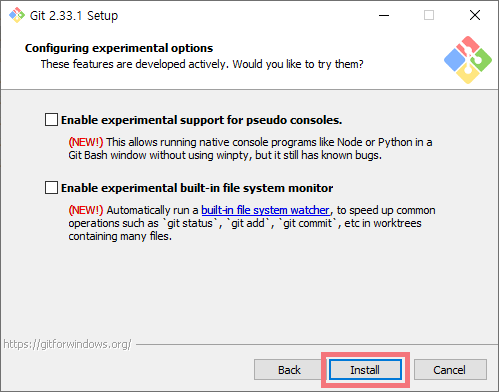 Git 2.33.1 Setup
Configuring experimental options
These features are developed actively. Would you like to try them?
Enable experimental support for pseudo consoles.
(NEW!) This allows running native console programs like Node or Python in a
Git Bash window without using winpty, but it still has known bugs.
Enable experimental built-in file system monitor
(NEW!) Automatically run a built-in file system watcher, to speed up common
operations such as `git status`, `git add`, `git commit`, etc in worktrees
containing many files.
https://gitforwindows.org/
Back Install Cancel